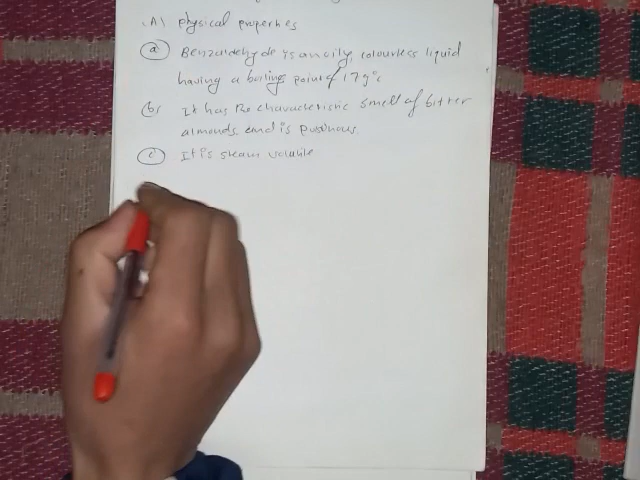 (A) physical properties
(a) Benzaldehyde is an oily, colourless liquid
having a boiling point of 179°c
(b) It has the characteristic smell of bitter
almonds and is
(c) It is steam volatile